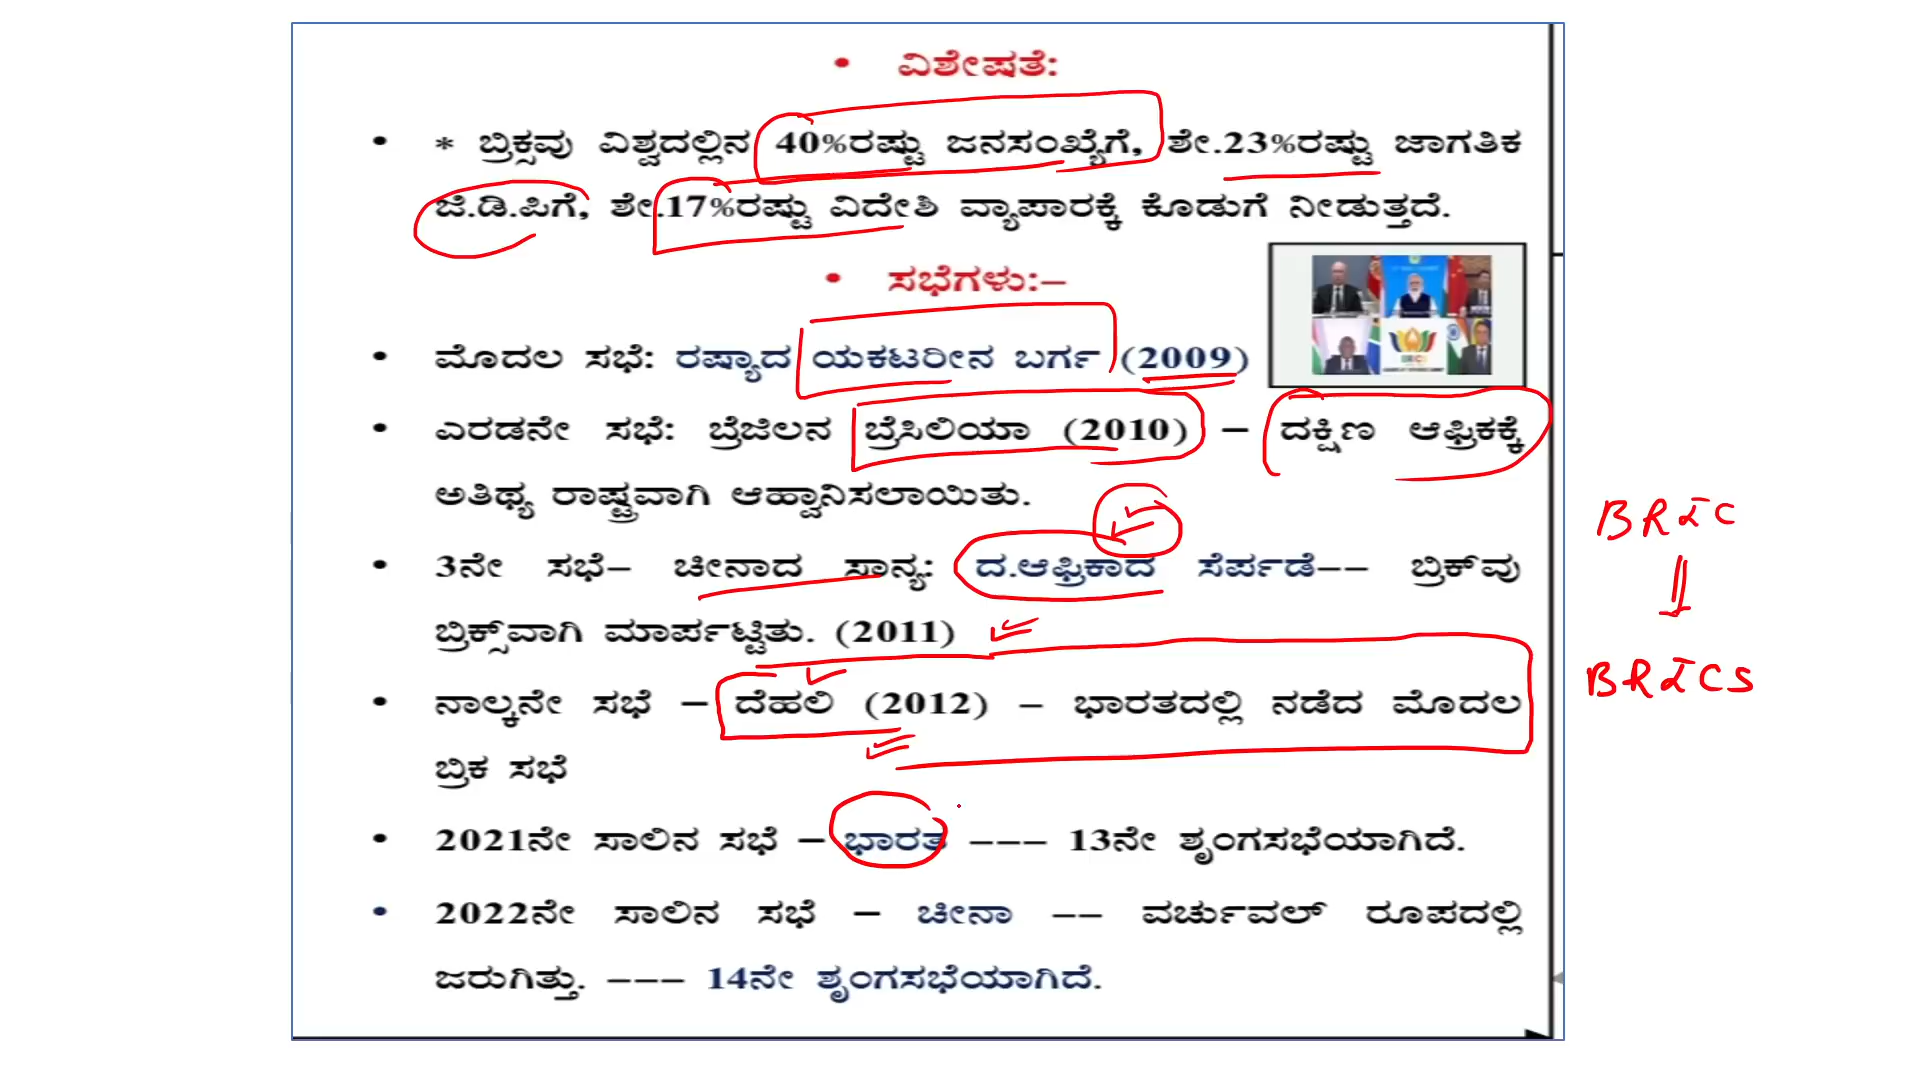 • ವಿಶೇಷತೆ:
• * ಬ್ರಿಕ್ಸವು ವಿಶ್ವದಲ್ಲಿನ 40%ರಷ್ಟು ಜನಸಂಖ್ಯೆಗೆ, ಶೇ.23%ರಷ್ಟು ಜಾಗತಿಕ
ಜಿ.ಡಿ.ಪಿಗೆ, ಶೇ.17%ರಷ್ಟು ವಿದೇಶಿ ವ್ಯಾಪಾರಕ್ಕೆ ಕೊಡುಗೆ ನೀಡುತ್ತದೆ.
• ಸಭೆಗಳು:–
• ಮೊದಲ ಸಭೆ: ರಷ್ಯಾದ ಯಕಟರೀನ ಬರ್ಗ (2009)
• ಎರಡನೇ ಸಭೆ: ಬ್ರೆಜಿಲನ ಬ್ರೆಸಿಲಿಯಾ (2010) – ದಕ್ಷಿಣ ಆಫ್ರಿಕಕ್ಕೆ
ಅತಿಥ್ಯ ರಾಷ್ಟ್ರವಾಗಿ ಆಹ್ವಾನಿಸಲಾಯಿತು.
• 3ನೇ ಸಭೆ– ಚೀನಾದ ಸಾನ್ಯ: ದ.ಆಫ್ರಿಕಾದ ಸೆರ್ಪಡೆ–– ಬ್ರಿಕ್‌ವು
ಬ್ರಿಕ್ಸ್‌ವಾಗಿ ಮಾರ್ಪಟ್ಟಿತು. (2011)
• ನಾಲ್ಕನೇ ಸಭೆ – ದೆಹಲಿ (2012) – ಭಾರತದಲ್ಲಿ ನಡೆದ ಮೊದಲ
ಬ್ರಿಕ ಸಭೆ
• 2021ನೇ ಸಾಲಿನ ಸಭೆ – ಭಾರತ ––– 13ನೇ ಶೃಂಗಸಭೆಯಾಗಿದೆ.
• 2022ನೇ ಸಾಲಿನ ಸಭೆ – ಚೀನಾ –– ವರ್ಚುವಲ್ ರೂಪದಲ್ಲಿ
ಜರುಗಿತ್ತು. ––– 14ನೇ ಶೃಂಗಸಭೆಯಾಗಿದೆ.
BRIC
BRICS